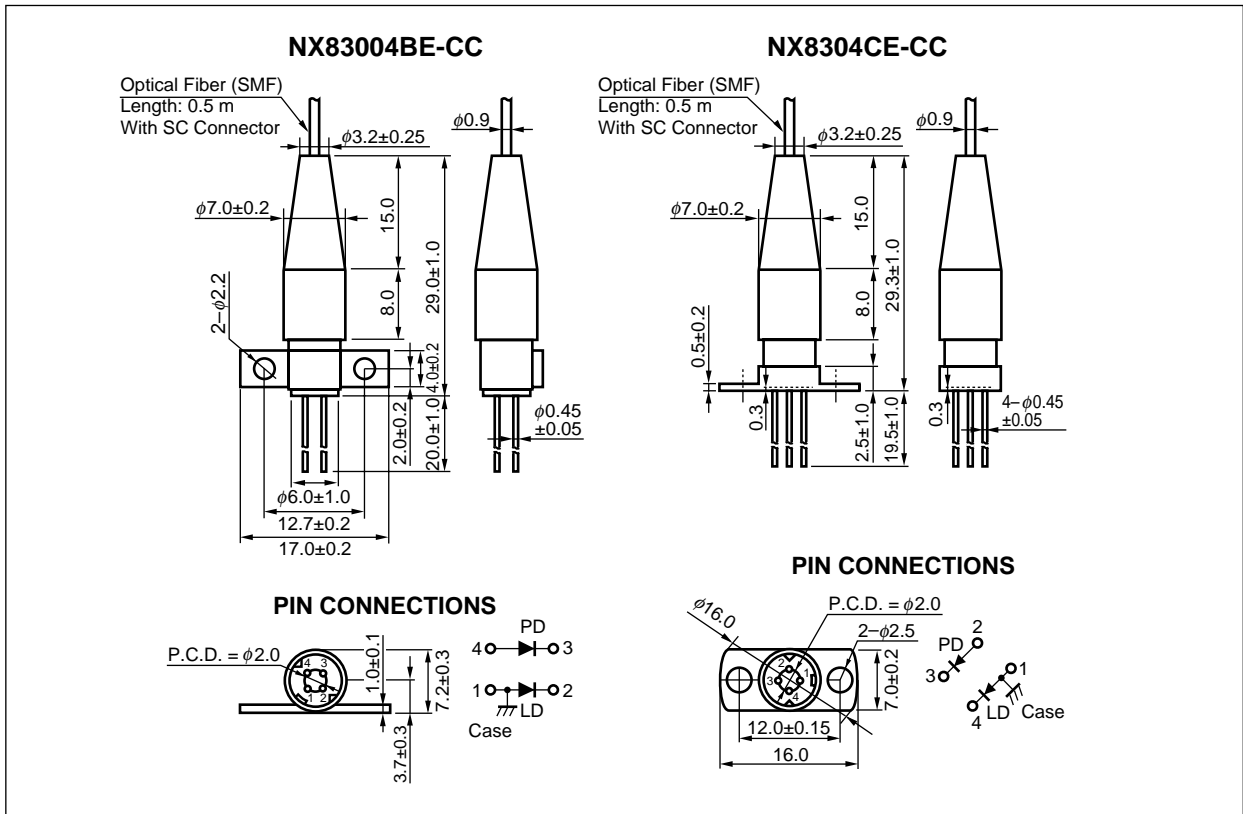 NX83004BE-CC
Optical Fiber (SMF)
Length: 0.5 m
With SC Connector
ϕ3.2±0.25
ϕ0.9
ϕ7.0±0.2
15.0
29.0±1.0
8.0
2–ϕ2.2
4.0±0.2
2.0±0.2
20.0±1.0
ϕ0.45
±0.05
ϕ6.0±1.0
12.7±0.2
17.0±0.2
PIN CONNECTIONS
P.C.D. = ϕ2.0
4 3
1 2
1.0±0.1
7.2±0.3
3.7±0.3
PD
4 3
1 2
LD
Case
NX8304CE-CC
Optical Fiber (SMF)
Length: 0.5 m
With SC Connector
ϕ3.2±0.25
ϕ0.9
ϕ7.0±0.2
15.0
29.3±1.0
8.0
0.5±0.2
0.3
2.5±1.0
19.5±1.0
0.3
4–ϕ0.45
±0.05
PIN CONNECTIONS
ϕ16.0
P.C.D. = ϕ2.0
2–ϕ2.5
2
3 1
4
7.0±0.2
12.0±0.15
16.0
2
PD
3
1
LD
4
Case